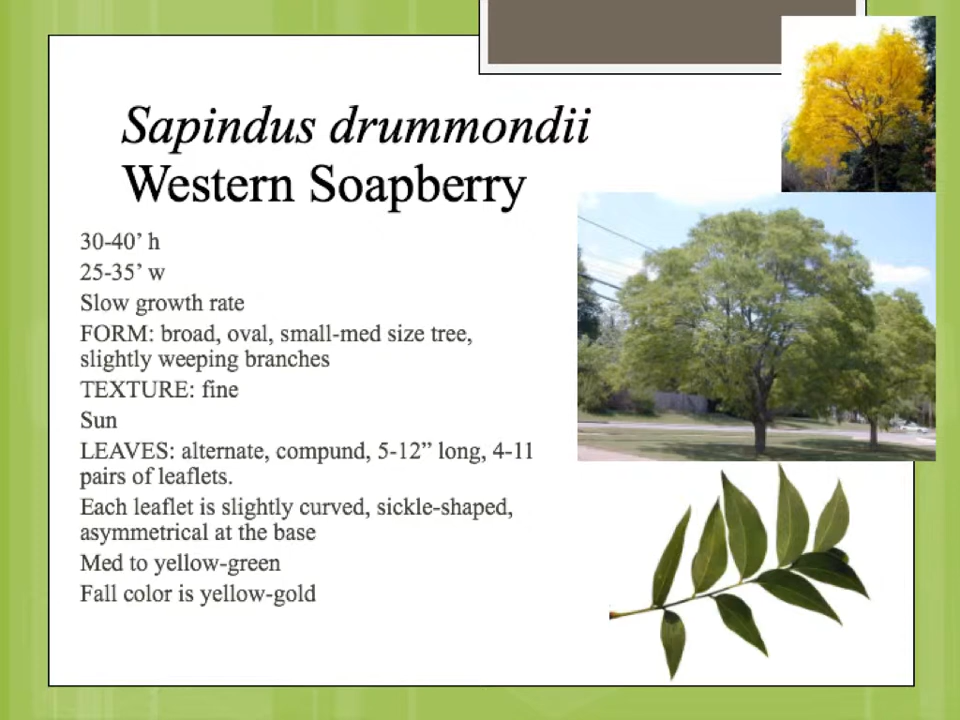 Sapindus drummondii
Western Soapberry
30-40’ h
25-35’ w
Slow growth rate
FORM: broad, oval, small-med size tree,
slightly weeping branches
TEXTURE: fine
Sun
LEAVES: alternate, compund, 5-12” long, 4-11
pairs of leaflets.
Each leaflet is slightly curved, sickle-shaped,
asymmetrical at the base
Med to yellow-green
Fall color is yellow-gold